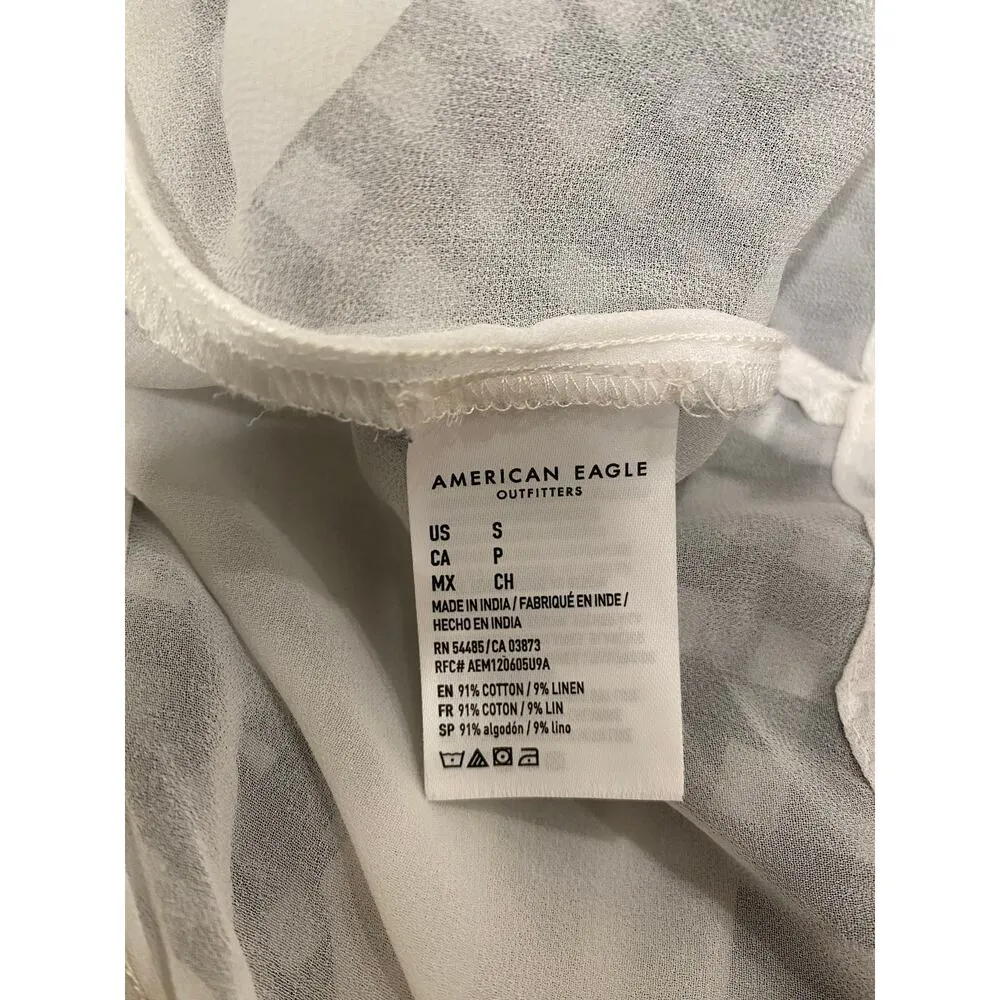 AMERICAN EAGLE
OUTFITTERS
US S
CA P
MX CH
MADE IN INDIA / FABRIQUÉ EN INDE /
HECHO EN INDIA
RN 54485 / CA 03873
RFC# AEM120605U9A
EN 91% COTTON / 9% LINEN
FR 91% COTON / 9% LIN
SP 91% algodón / 9% lino